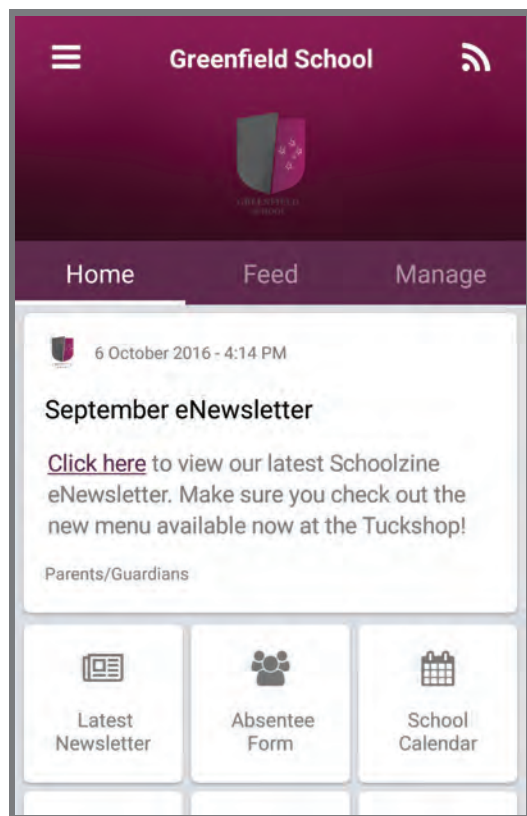 Greenfield School
GREENFIELD
SCHOOL
Home Feed Manage
6 October 2016 - 4:14 PM
September eNewsletter
Click here to view our latest Schoolzine
eNewsletter. Make sure you check out the
new menu available now at the Tuckshop!
Parents/Guardians
Latest
Newsletter
Absentee
Form
School
Calendar